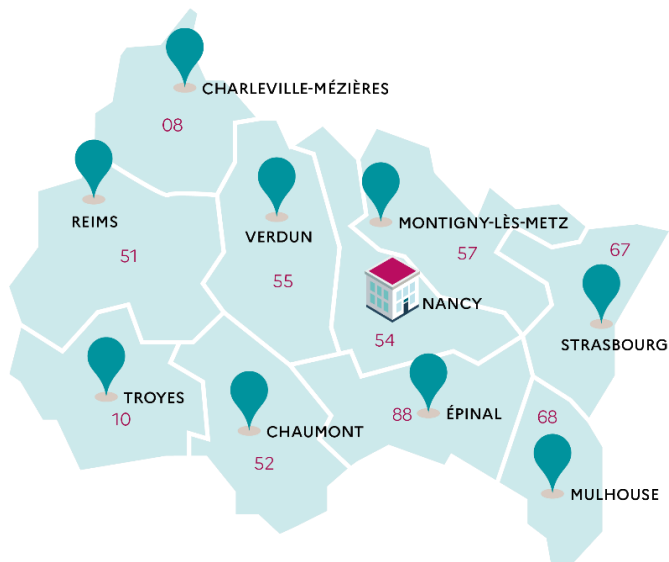 CHARLEVILLE-MÉZIÈRES
08
REIMS
51
VERDUN
55
MONTIGNY-LÈS-METZ
57
67
NANCY
54
STRASBOURG
TROYES
10
CHAUMONT
52
88
ÉPINAL
68
MULHOUSE